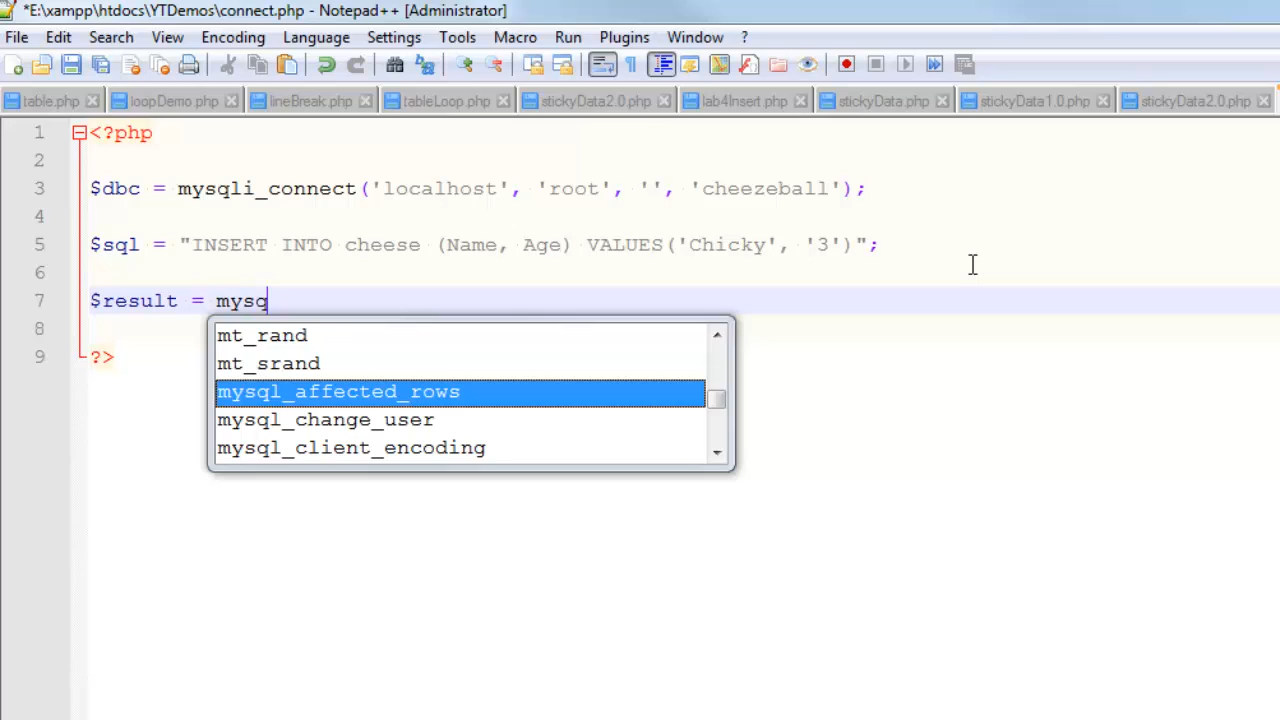 *E:\xampp\htdocs\YTDemos\connect.php - Notepad++ [Administrator]
File Edit Search View Encoding Language Settings Tools Macro Run Plugins Window ?
table.php loopDemo.php lineBreak.php tableLoop.php stickyData2.0.php lab4Insert.php stickyData.php stickyData1.0.php stickyData2.0.php
1 <?php
2
3 $dbc = mysqli_connect('localhost', 'root', '', 'cheezeball');
4
5 $sql = "INSERT INTO cheese (Name, Age) VALUES('Chicky', '3')";
6
7 $result = mysq
8
9 ?>
mt_rand
mt_srand
mysql_affected_rows
mysql_change_user
mysql_client_encoding